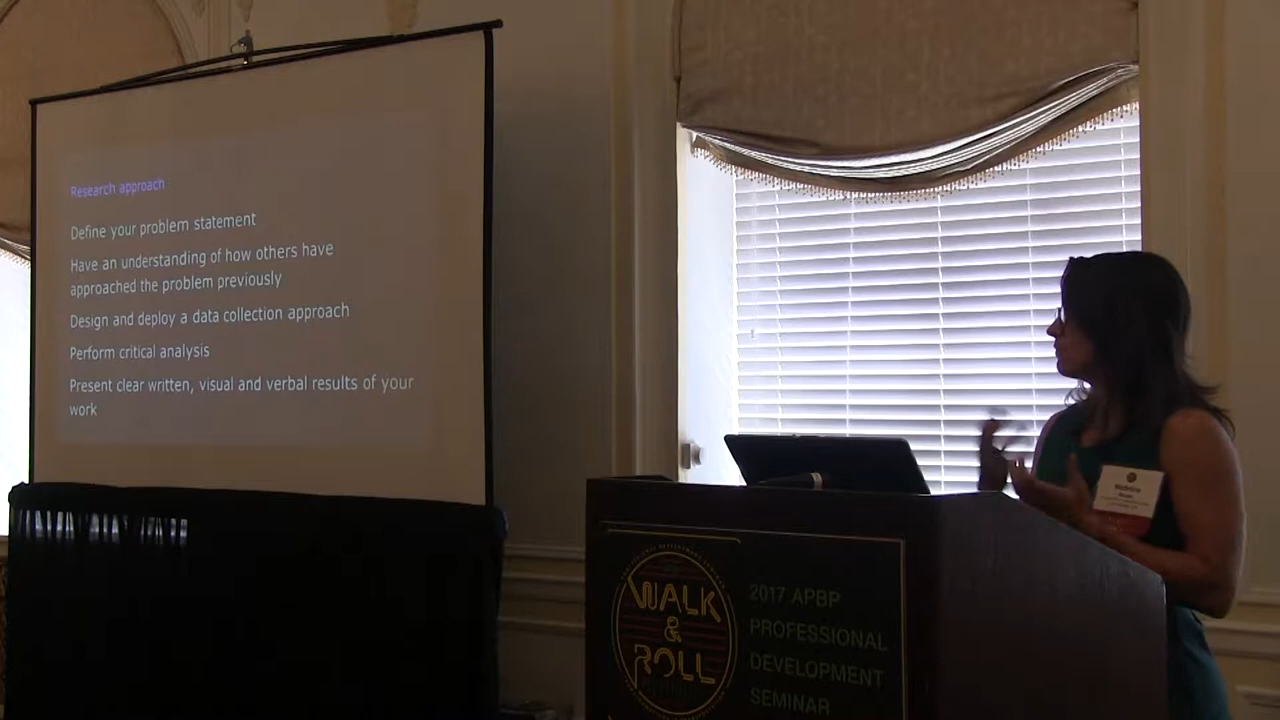 Research approach
Define your problem statement
Have an understanding of how others have
approached the problem previously
Design and deploy a data collection approach
Perform critical analysis
Present clear written, visual and verbal results of your
work
WALK
&
ROLL
2017 APBP
PROFESSIONAL
DEVELOPMENT
SEMINAR